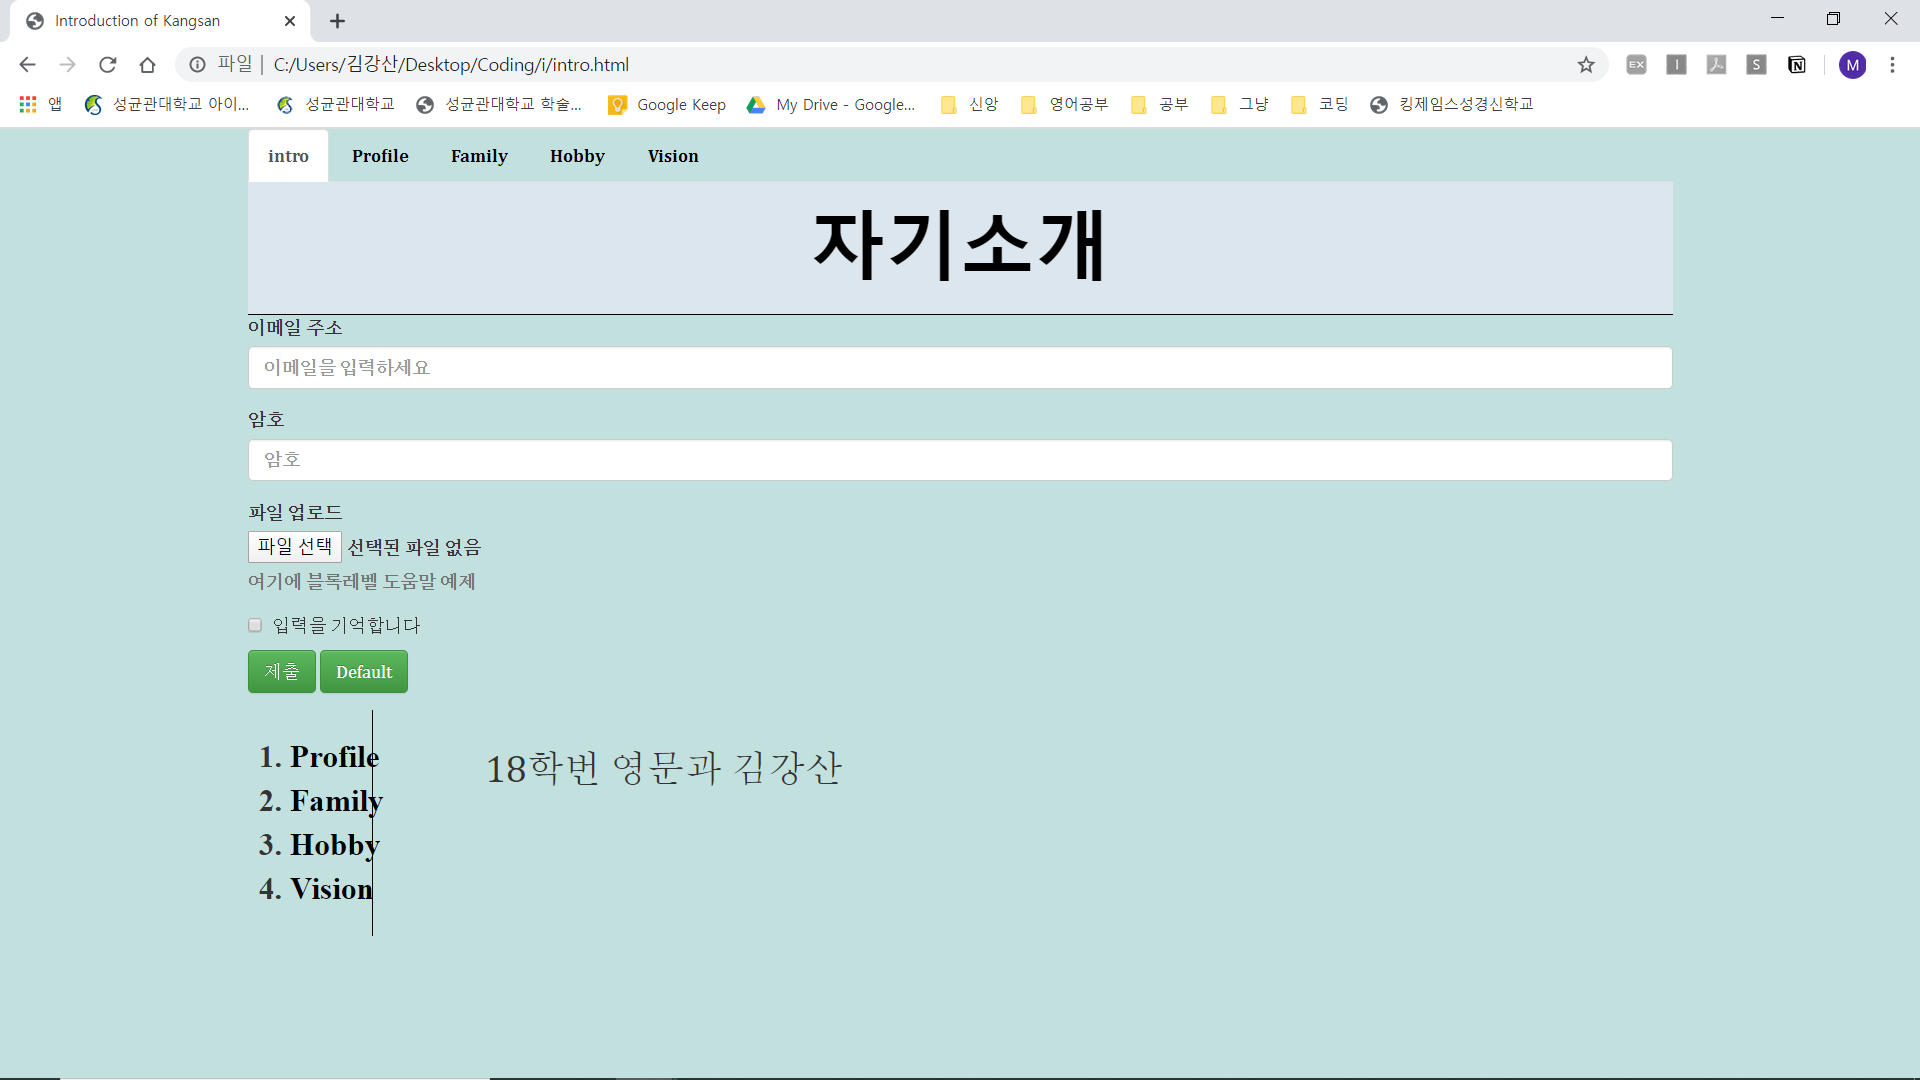 Introduction of Kangsan
파일 | C:/Users/김강산/Desktop/Coding/i/intro.html
EX I S N M
앱 성균관대학교 아이... 성균관대학교 성균관대학교 학술... Google Keep My Drive - Google... 신앙 영어공부 공부 그냥 코딩 킹제임스성경신학교
intro Profile Family Hobby Vision
자기소개
이메일 주소
이메일을 입력하세요
암호
암호
파일 업로드
파일 선택 선택된 파일 없음
여기에 블록레벨 도움말 예제
입력을 기억합니다
제출 Default
1. Profile
2. Family
3. Hobby
4. Vision
18학번 영문과 김강산